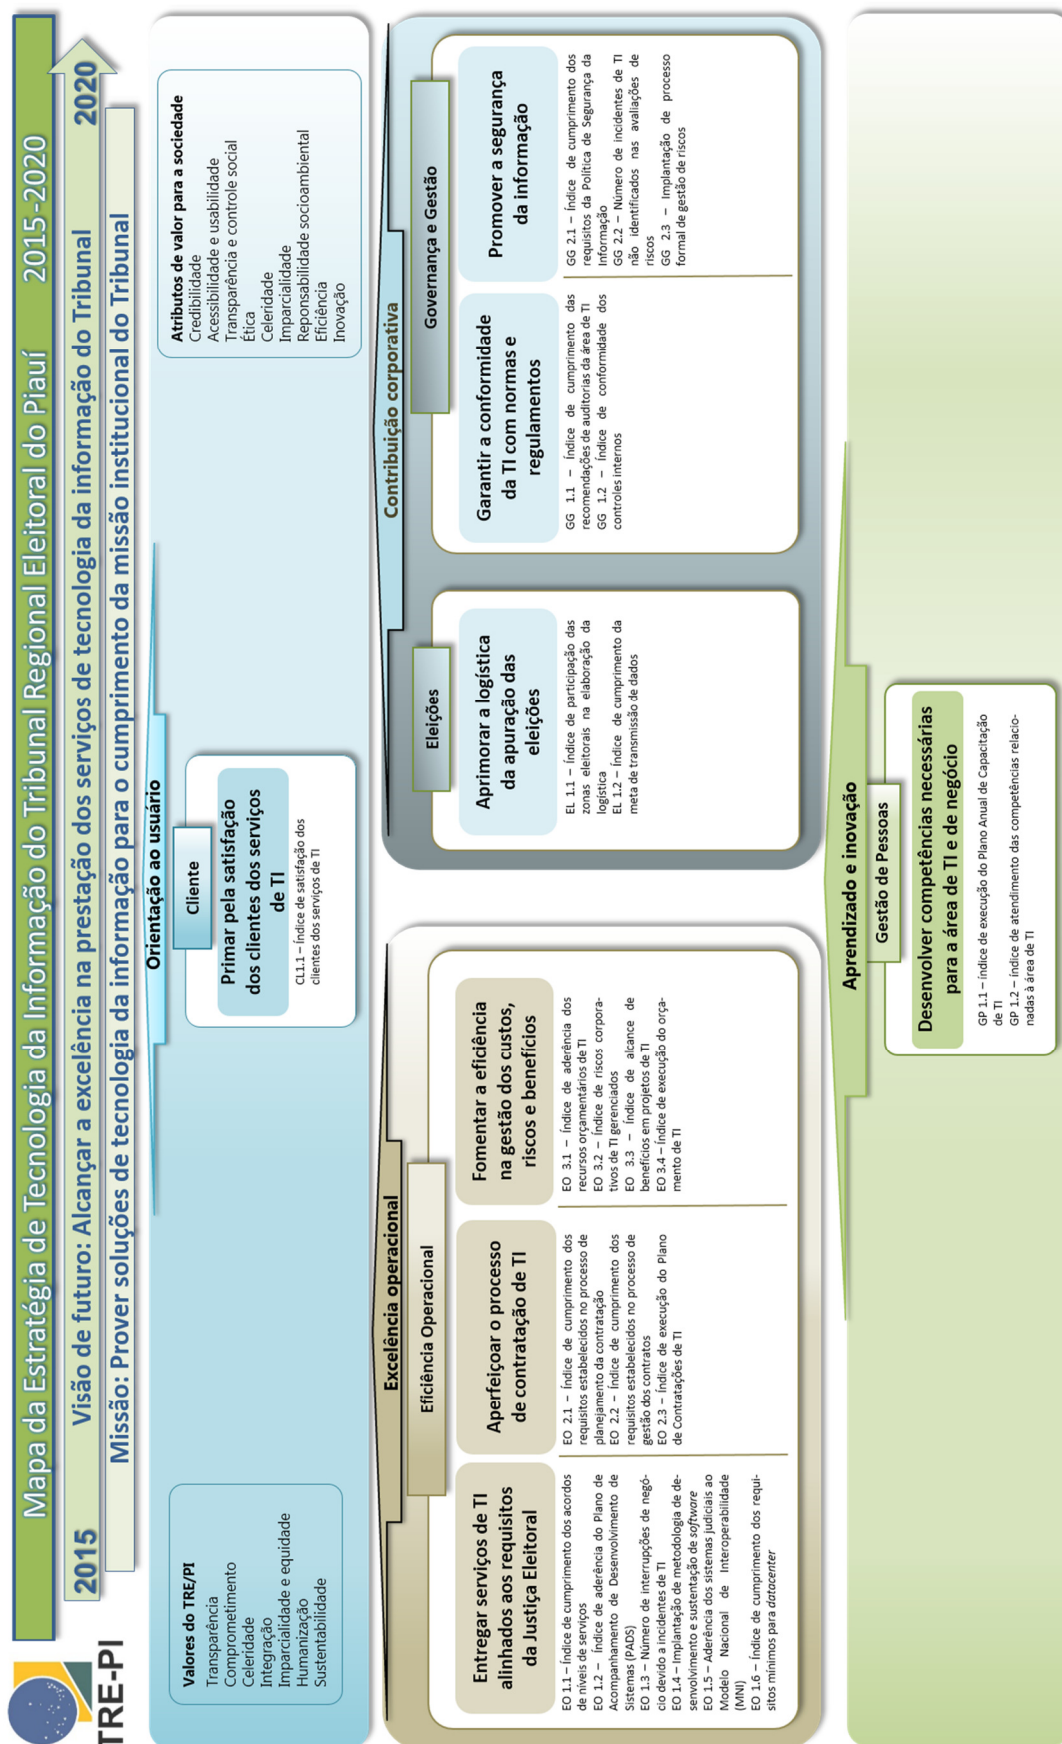 TRE-PI
Mapa da Estratégia de Tecnologia da Informação do Tribunal Regional Eleitoral do Piauí 2015-2020
2015
Visão de futuro: Alcançar a excelência na prestação dos serviços de tecnologia da informação do Tribunal
2020
Missão: Prover soluções de tecnologia da informação para o cumprimento da missão institucional do Tribunal
Valores do TRE/PI
Transparência
Comprometimento
Celeridade
Integração
Imparcialidade e equidade
Humanização
Sustentabilidade
Orientação ao usuário
Cliente
Primar pela satisfação
dos clientes dos serviços
de TI
CL1.1 – Índice de satisfação dos
clientes dos serviços de TI
Atributos de valor para a sociedade
Credibilidade
Acessibilidade e usabilidade
Transparência e controle social
Ética
Celeridade
Imparcialidade
Reponsabilidade socioambiental
Eficiência
Inovação
Excelência operacional
Eficiência Operacional
Entregar serviços de TI
alinhados aos requisitos
da Justiça Eleitoral
EO 1.1– Índice de cumprimento dos acordos
de níveis de serviços
EO 1.2 – Índice de aderência do Plano de
Acompanhamento de Desenvolvimento de
Sistemas (PADS)
EO 1.3 – Número de interrupções de negó-
cio devido a incidentes de TI
EO 1.4 – Implantação de metodologia de de-
senvolvimento e sustentação de software
EO 1.5 – Aderência dos sistemas judiciais ao
Modelo Nacional de Interoperabilidade
(MNI)
EO 1.6 – Índice de cumprimento dos requi-
sitos mínimos para datacenter
Aperfeiçoar o processo
de contratação de TI
EO 2.1 – Índice de cumprimento dos
requisitos estabelecidos no processo de
planejamento da contratação
EO 2.2 – Índice de cumprimento dos
requisitos estabelecidos no processo de
gestão dos contratos
EO 2.3 – Índice de execução do Plano
de Contratações de TI
Fomentar a eficiência
na gestão dos custos,
riscos e benefícios
EO 3.1 – Índice de aderência dos
recursos orçamentários de TI
EO 3.2 – Índice de riscos corpora-
tivos de TI gerenciados
EO 3.3 – Índice de alcance de
benefícios em projetos de TI
EO 3.4 – Índice de execução do orça-
mento de TI
Contribuição corporativa
Eleições
Aprimorar a logística
da apuração das
eleições
EL 1.1 – Índice de participação das
zonas eleitorais na elaboração da
logística
EL 1.2 – Índice de cumprimento da
meta de transmissão de dados
Governança e Gestão
Garantir a conformidade
da TI com normas e
regulamentos
GG 1.1 – Índice de cumprimento das
recomendações de auditorias da área de TI
GG 1.2 – Índice de conformidade dos
controles internos
Promover a segurança
da informação
GG 2.1 – Índice de cumprimento dos
requisitos da Política de Segurança da
Informação
GG 2.2 – Número de incidentes de TI
não identificados nas avaliações de
riscos
GG 2.3 – Implantação de processo
formal de gestão de riscos
Aprendizado e inovação
Gestão de Pessoas
Desenvolver competências necessárias
para a área de TI e de negócio
GP 1.1 – índice de execução do Plano Anual de Capacitação
de TI
GP 1.2 – índice de atendimento das competências relacio-
nadas à área de TI